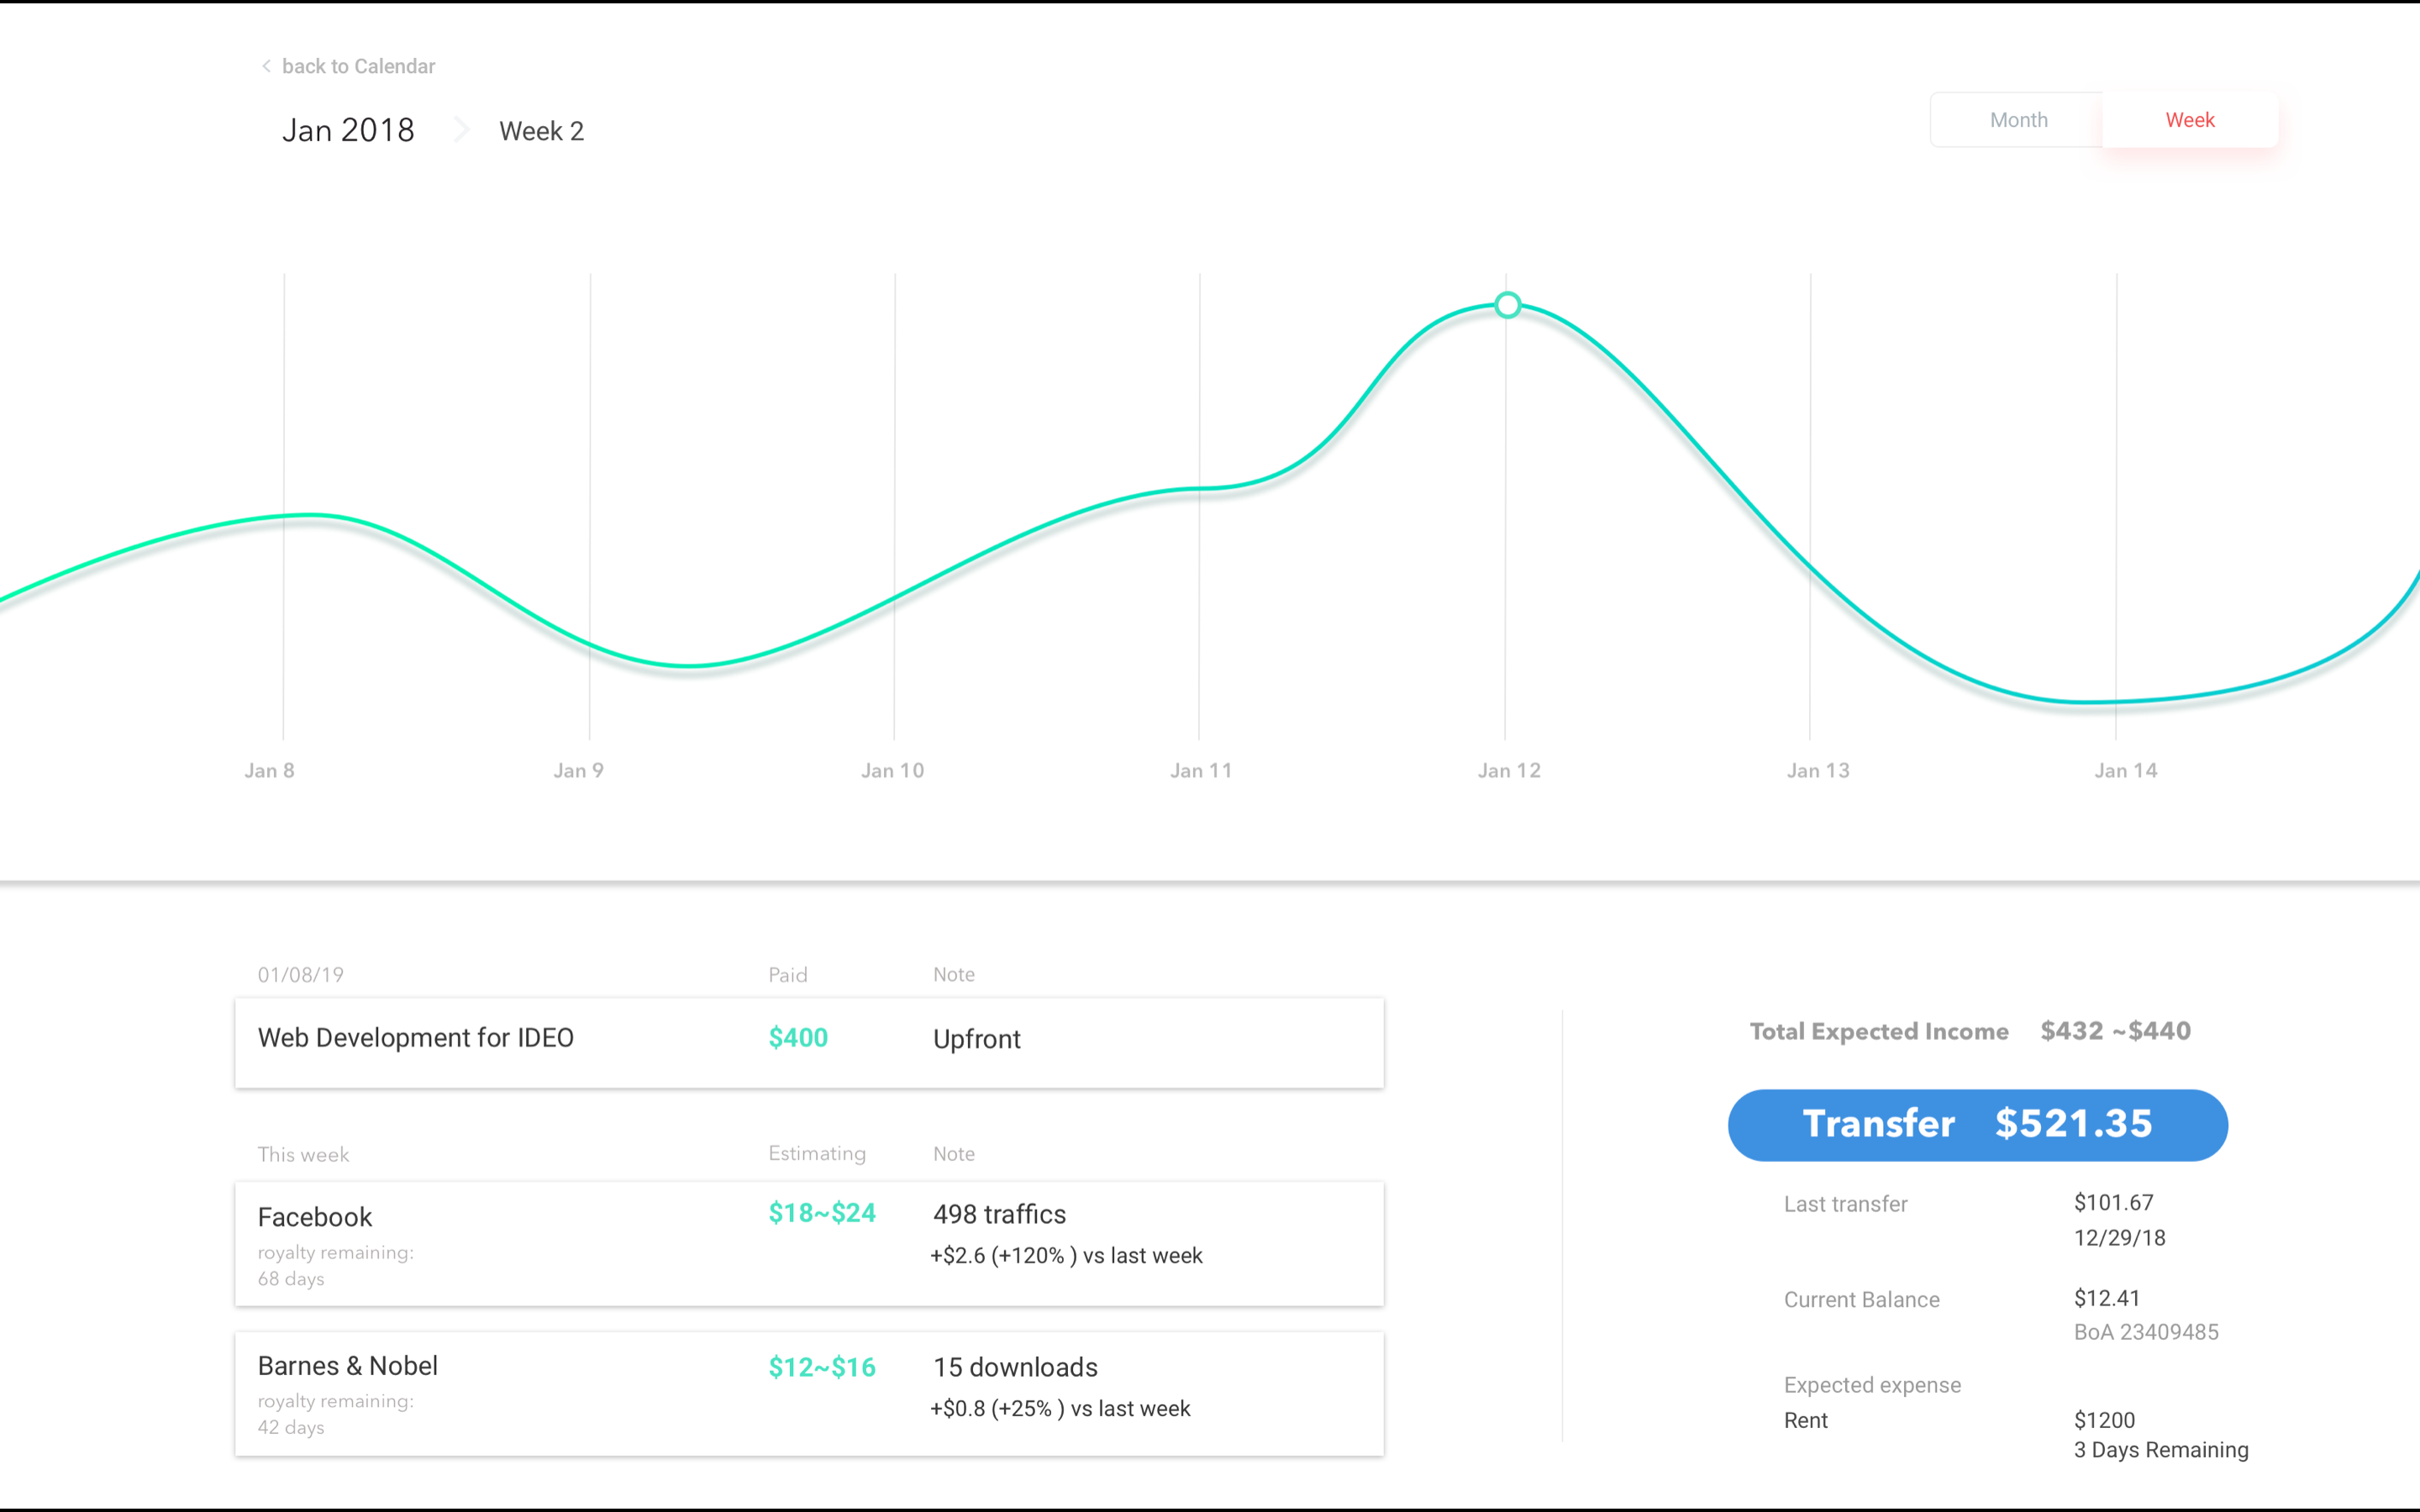 back to Calendar
Jan 2018 Week 2
Month Week
Jan 8 Jan 9 Jan 10 Jan 11 Jan 12 Jan 13 Jan 14
01/08/19 Paid Note
Web Development for IDEO $400 Upfront
This week Estimating Note
Facebook $18~$24 498 traffics
royalty remaining: +$2.6 (+120% ) vs last week
68 days
Barnes & Nobel $12~$16 15 downloads
royalty remaining: +$0.8 (+25% ) vs last week
42 days
Total Expected Income $432 ~$440
Transfer $521.35
Last transfer $101.67
12/29/18
Current Balance $12.41
BoA 23409485
Expected expense
Rent $1200
3 Days Remaining